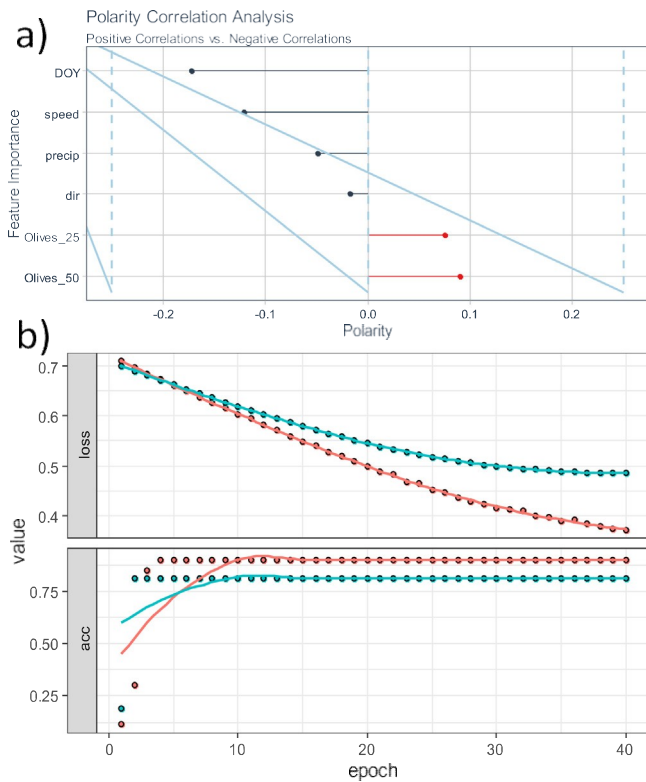 a)
Polarity Correlation Analysis
Positive Correlations vs. Negative Correlations
Feature Importance
DOY
speed
precip
dir
Olives_25
Olives_50
-0.2
-0.1
0.0
0.1
0.2
Polarity
b)
value
loss
0.7
0.6
0.5
0.4
acc
0.75
0.50
0.25
0
10
20
30
40
epoch